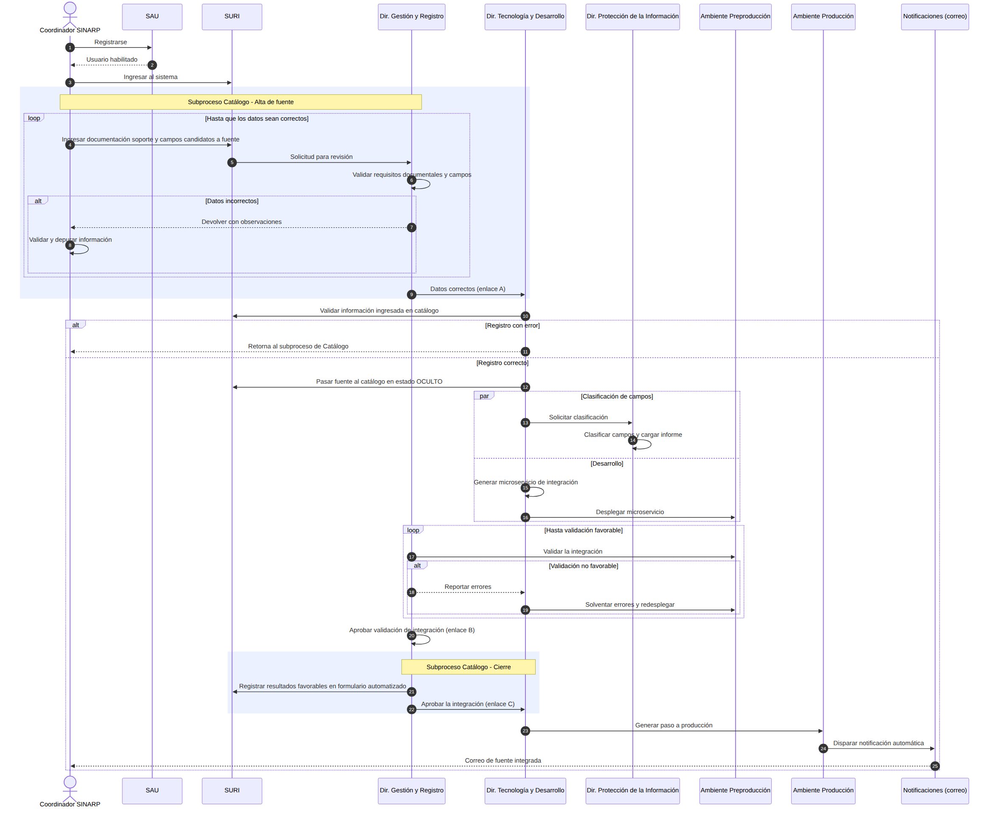 Coordinador SINARP
SAU
SURI
Dir. Gestión y Registro
Dir. Tecnología y Desarrollo
Dir. Protección de la Información
Ambiente Preproducción
Ambiente Producción
Notificaciones (correo)
1 Registrarse
Usuario habilitado 2
3 Ingresar al sistema
Subproceso Catálogo - Alta de fuente
loop [Hasta que los datos sean correctos]
Ingresar documentación soporte y campos candidatos a fuente
4
Solicitud para revisión
5
Validar requisitos documentales y campos
6
alt [Datos incorrectos]
Devolver con observaciones
7
Validar y depurar información
8
Datos correctos (enlace A)
9
Validar información ingresada en catálogo
10
alt [Registro con error]
Retorna al subproceso de Catálogo
11
[Registro correcto]
Pasar fuente al catálogo en estado OCULTO
12
par [Clasificación de campos]
Solicitar clasificación
13
Clasificar campos y cargar informe
14
[Desarrollo]
Generar microservicio de integración
15
Desplegar microservicio
16
loop [Hasta validación favorable]
Validar la integración
17
alt [Validación no favorable]
Reportar errores
18
Solventar errores y redesplegar
19
Aprobar validación de integración (enlace B)
20
Subproceso Catálogo - Cierre
Registrar resultados favorables en formulario automatizado
21
Aprobar la integración (enlace C)
22
Generar paso a producción
23
Disparar notificación automática
24
Correo de fuente integrada
25
Coordinador SINARP
SAU
SURI
Dir. Gestión y Registro
Dir. Tecnología y Desarrollo
Dir. Protección de la Información
Ambiente Preproducción
Ambiente Producción
Notificaciones (correo)